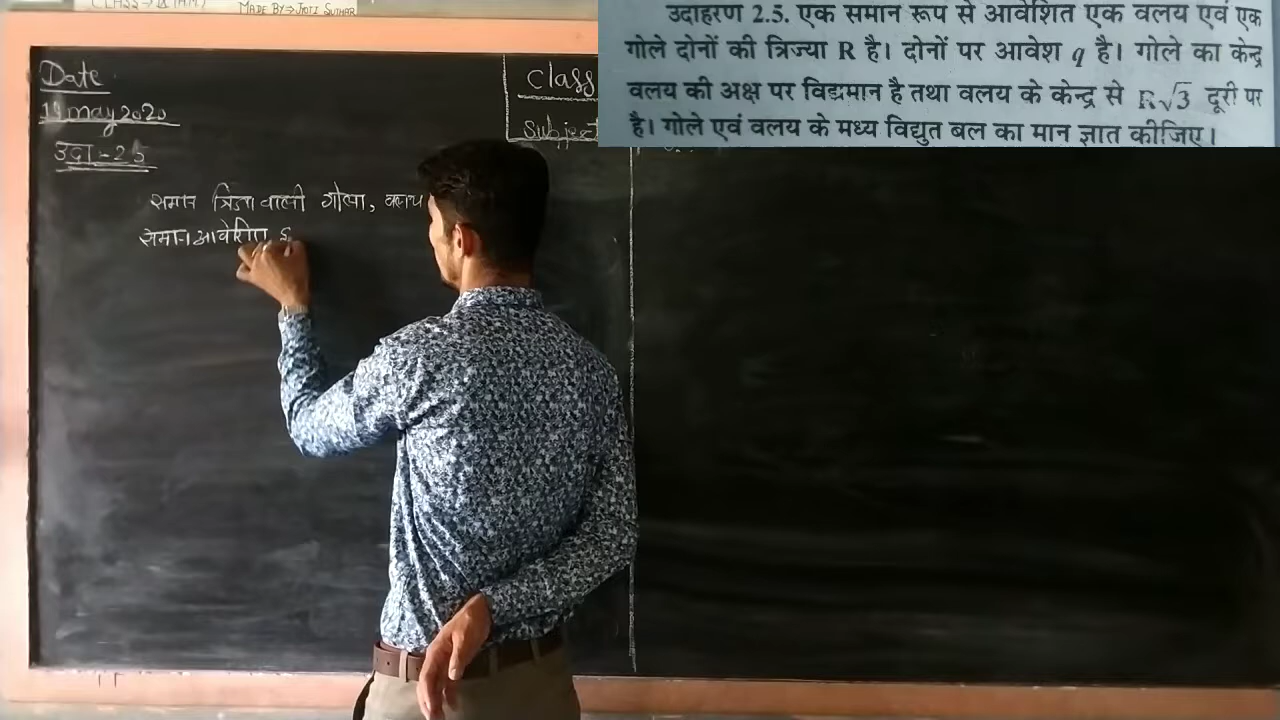 MADE BY→ JOTI SUTHAR
उदाहरण 2.5. एक समान रूप से आवेशित एक वलय एवं एक
गोले दोनों की त्रिज्या R है। दोनों पर आवेश q है। गोले का केन्द्र
वलय की अक्ष पर विद्यमान है तथा वलय के केन्द्र से R√3 दूरी पर
है। गोले एवं वलय के मध्य विद्युत बल का मान ज्ञात कीजिए।
Date
Class
May 2020
Subject
उदा - 2.5
समान त्रिज्या वाली गोला, वलय
समान आवेशित